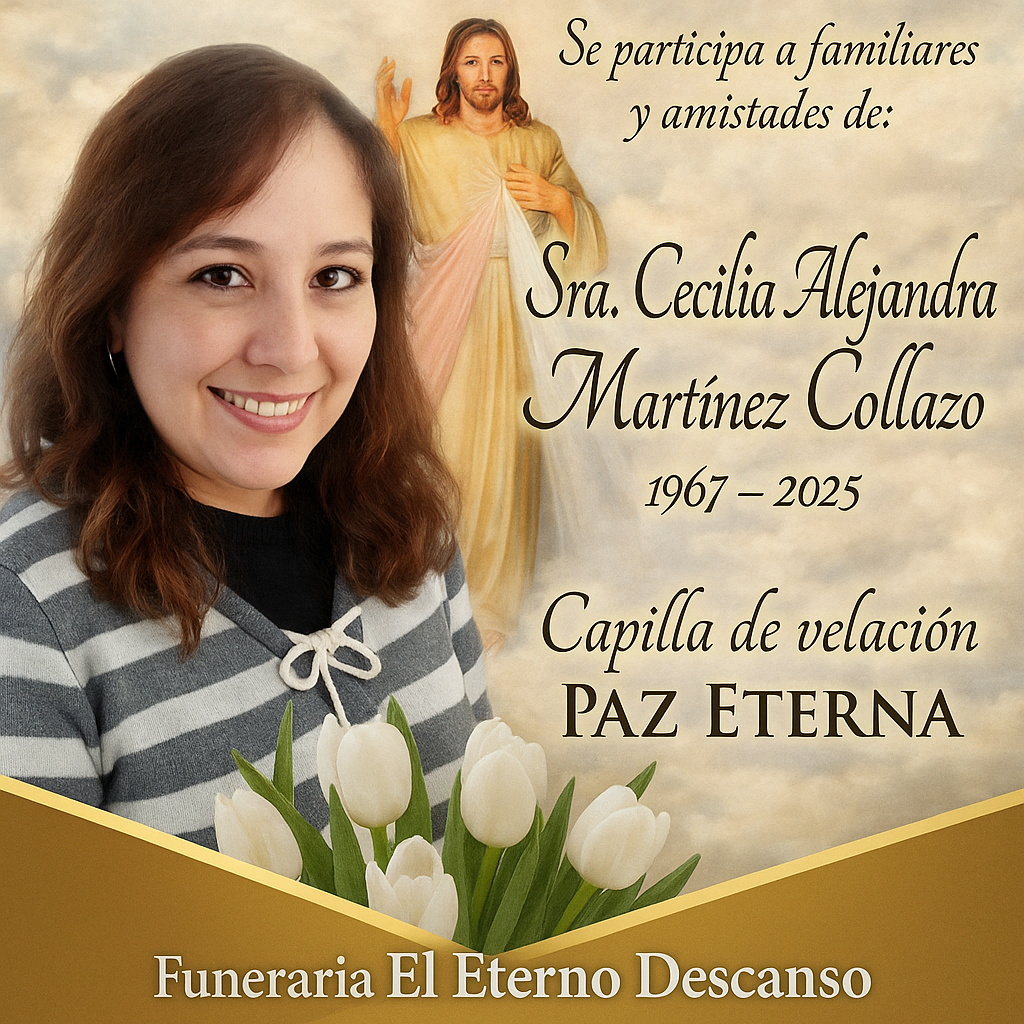 Se participa a familiares
y amistades de:
Sra. Cecilia Alejandra
Martínez Collazo
1967 – 2025
Capilla de velación
PAZ ETERNA
Funeraria El Eterno Descanso